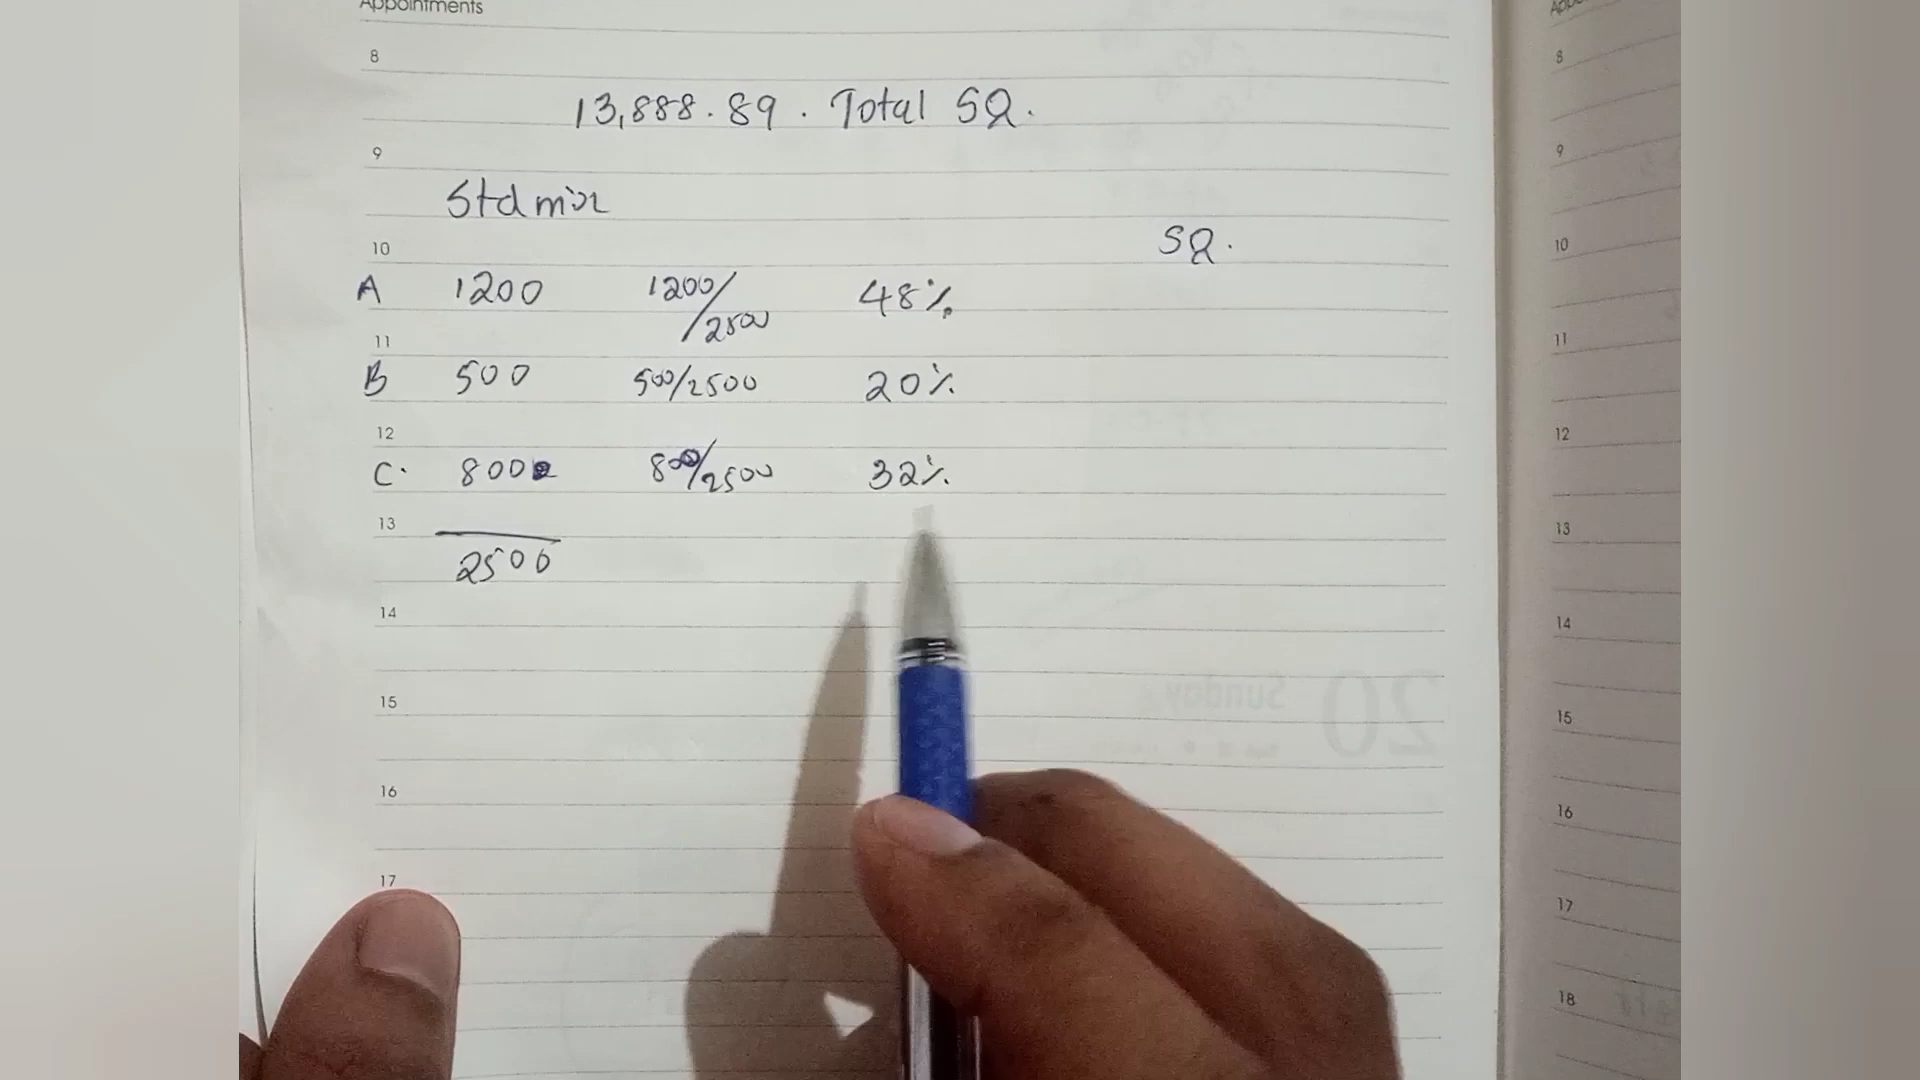 Appointments
8
13,888.89. Total SQ.
9
Std mix
SQ.
10
A 1200 1200/2500 48%
11
B 500 500/2500 20%
12
C. 800 800/2500 32%
13
2500
14
15
20 Sunday
16
17
8
9
10
11
12
13
14
15
16
17
18